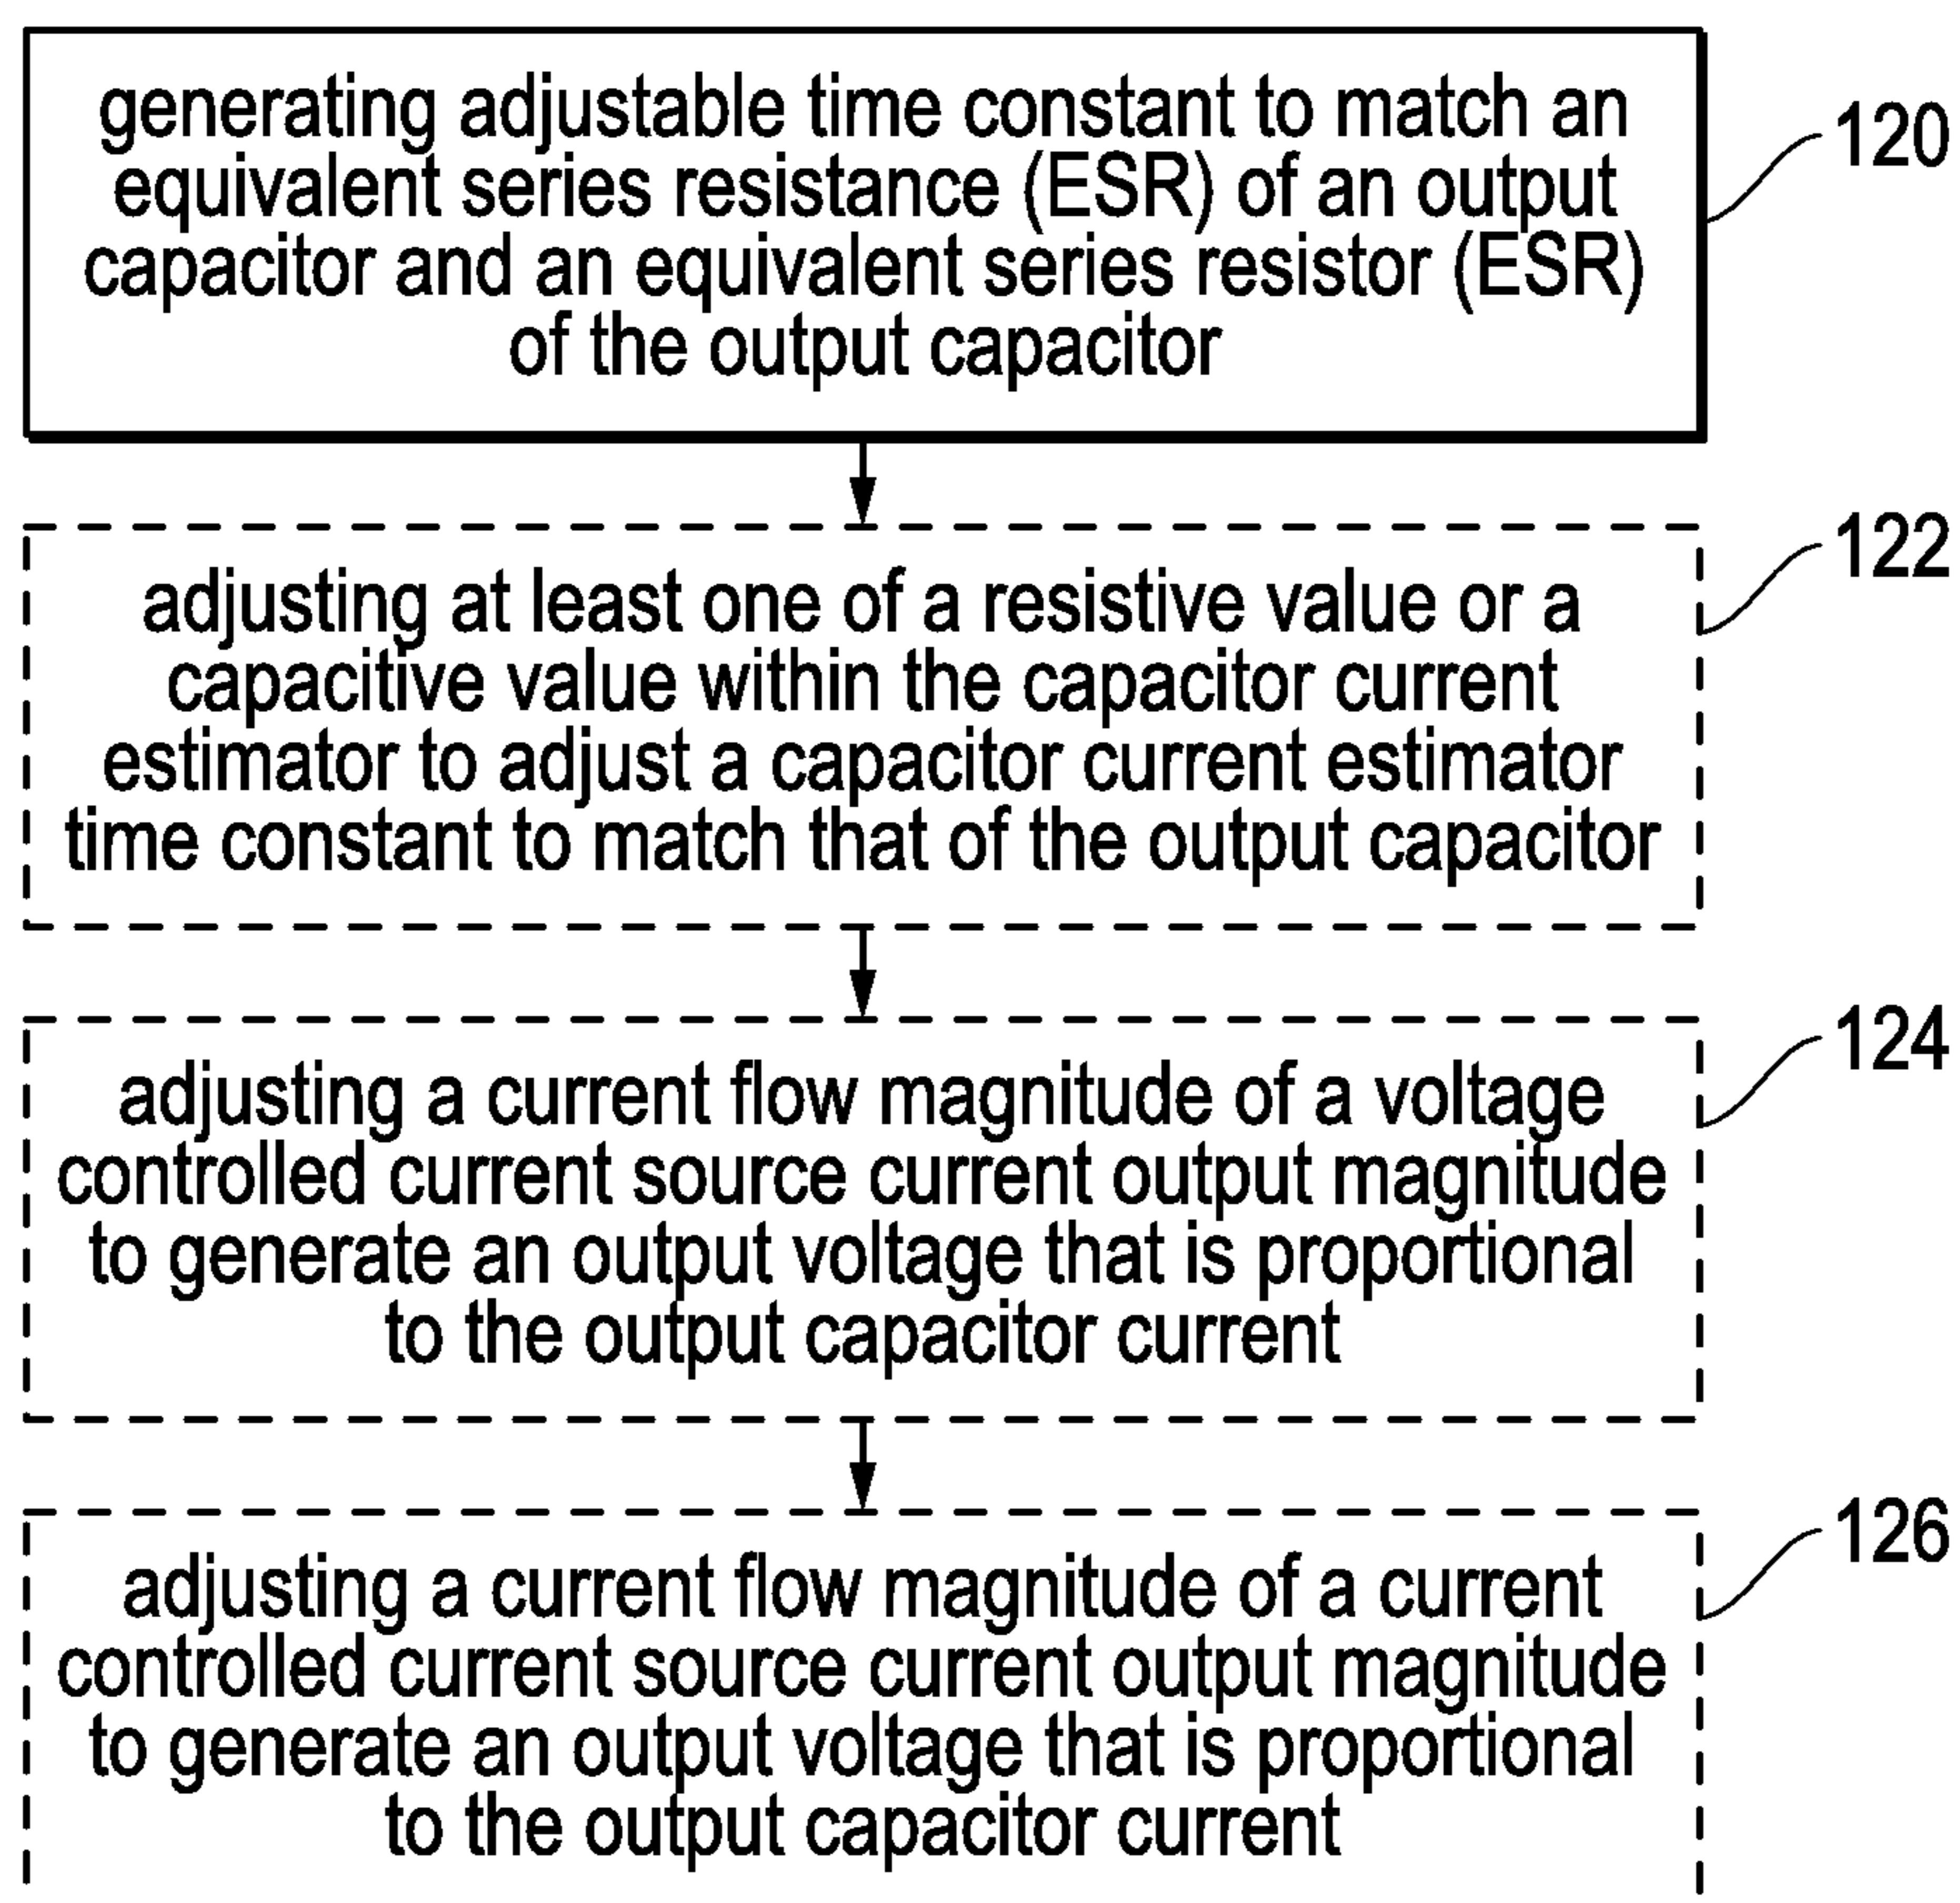 generating adjustable time constant to match an
equivalent series resistance (ESR) of an output
capacitor and an equivalent series resistor (ESR)
of the output capacitor
120
adjusting at least one of a resistive value or a
capacitive value within the capacitor current
estimator to adjust a capacitor current estimator
time constant to match that of the output capacitor
122
adjusting a current flow magnitude of a voltage
controlled current source current output magnitude
to generate an output voltage that is proportional
to the output capacitor current
124
adjusting a current flow magnitude of a current
controlled current source current output magnitude
to generate an output voltage that is proportional
to the output capacitor current
126